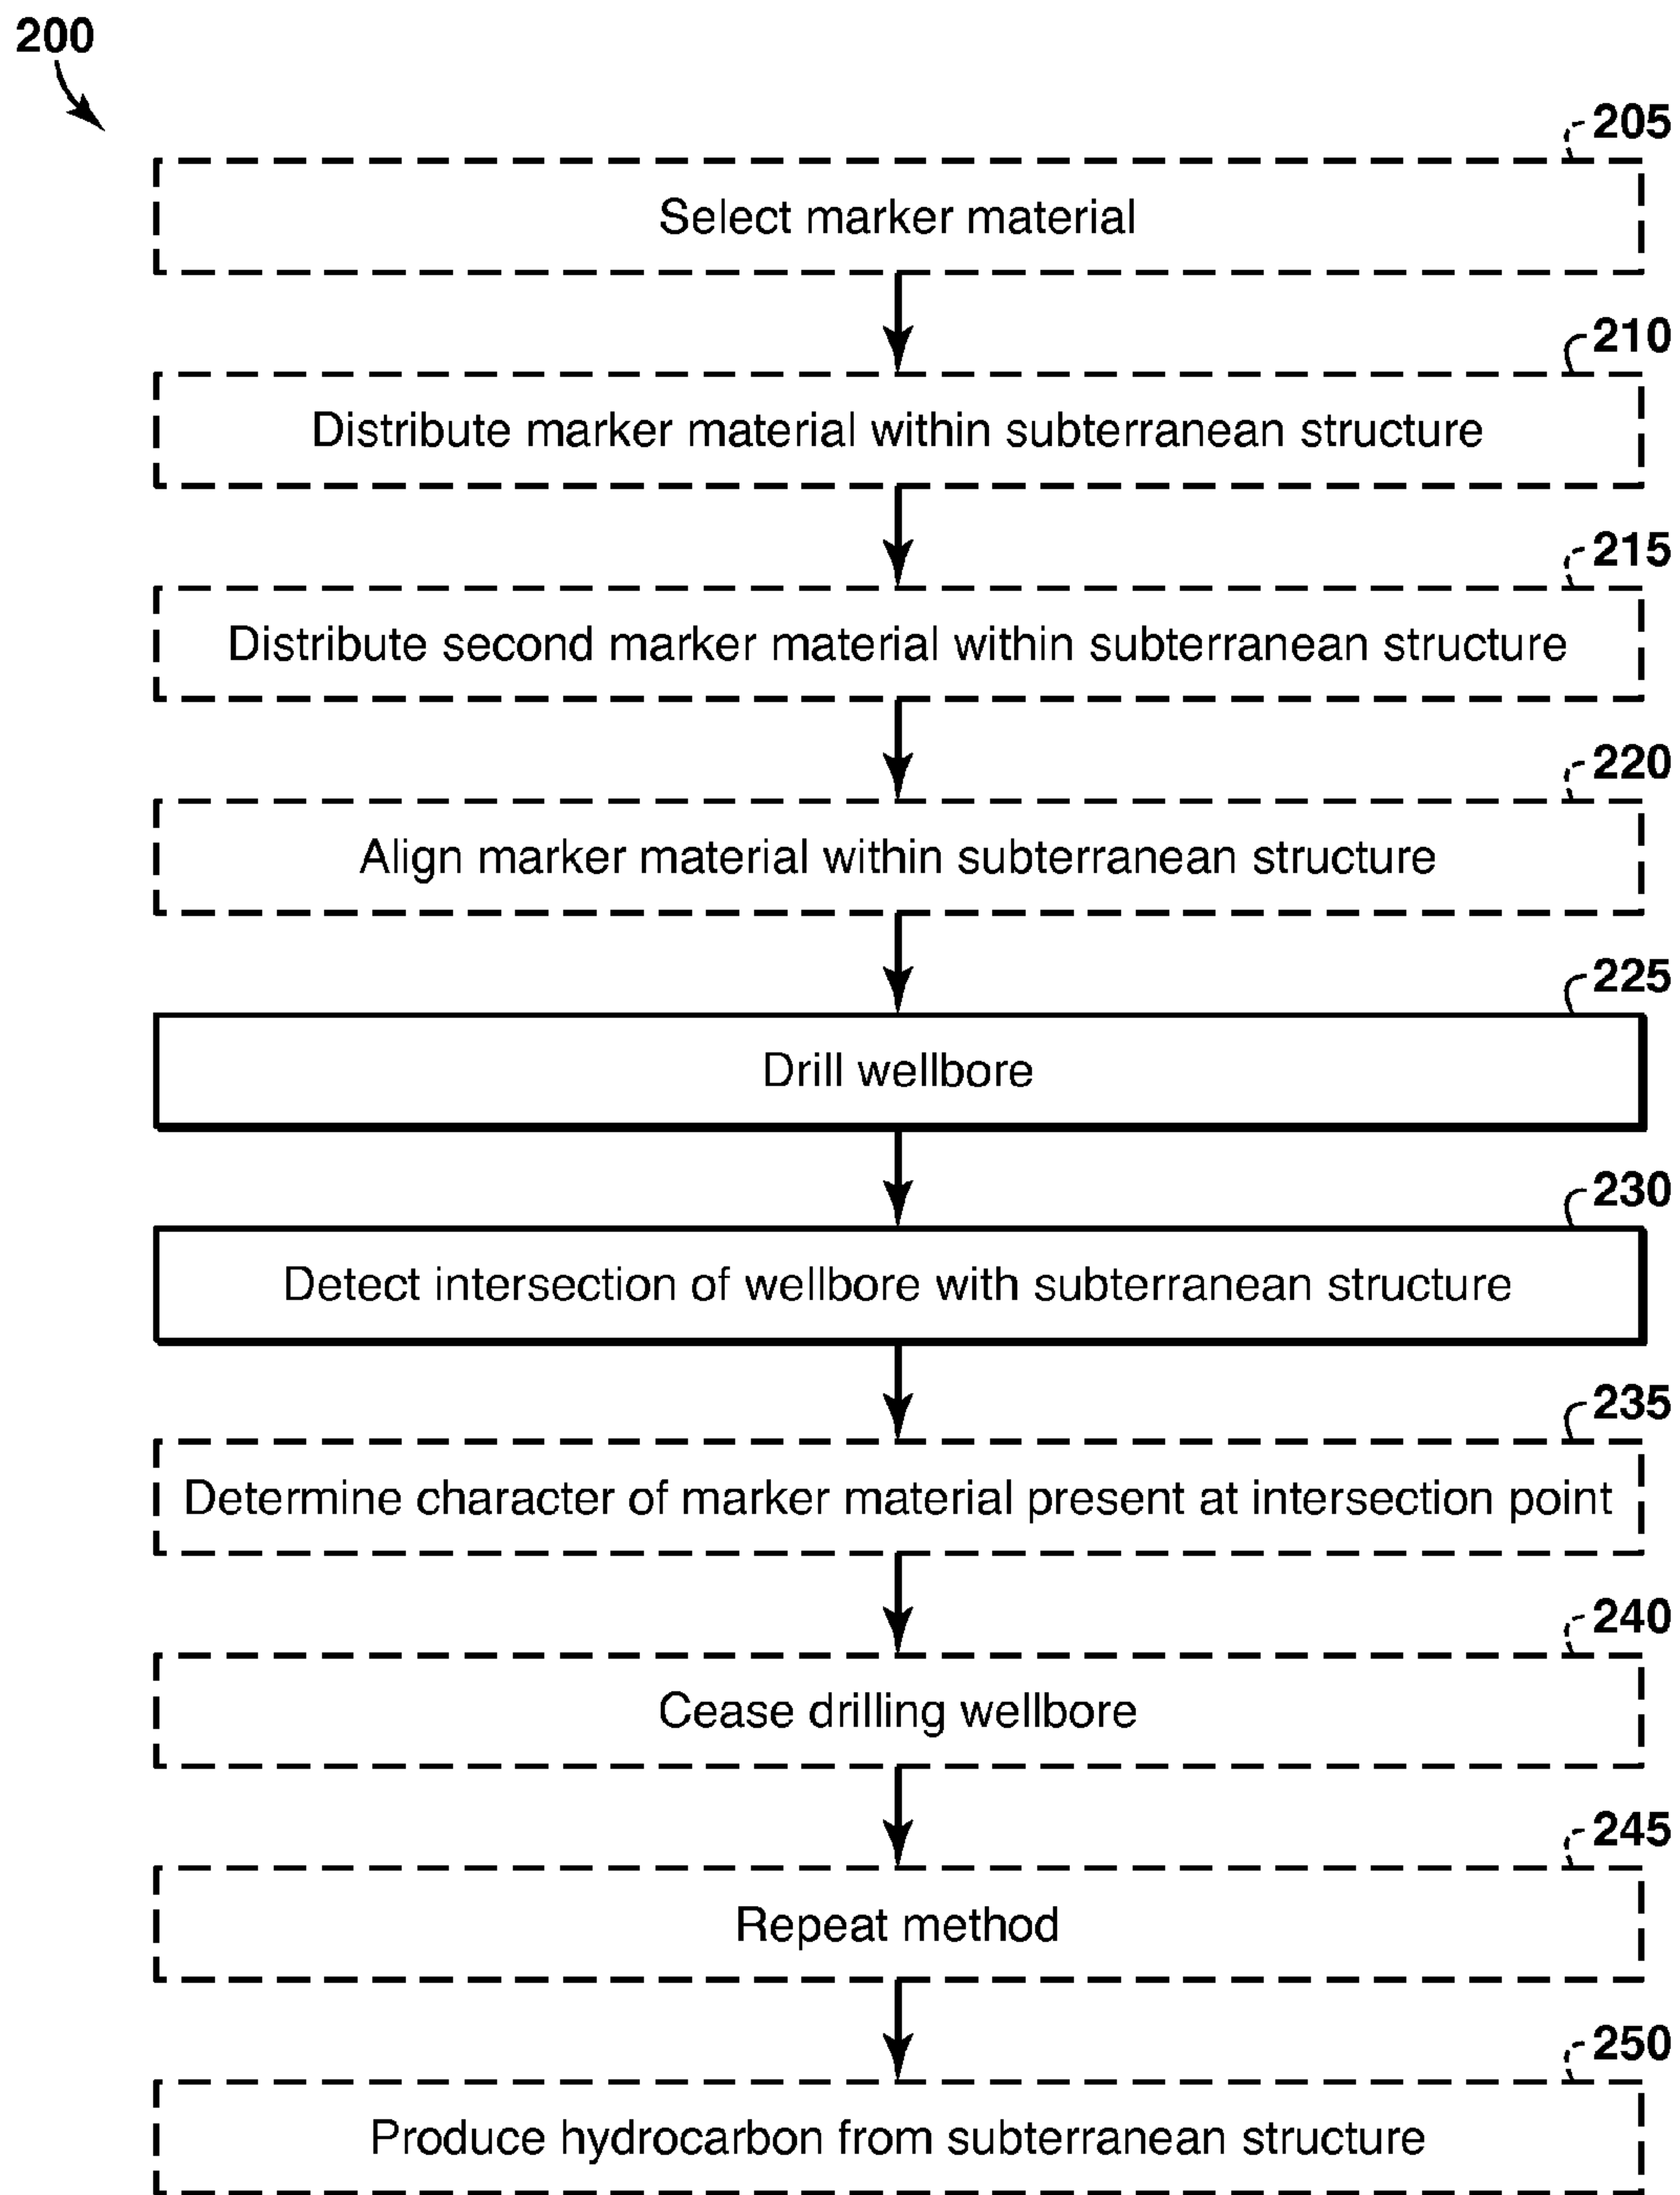 200
205
Select marker material
210
Distribute marker material within subterranean structure
215
Distribute second marker material within subterranean structure
220
Align marker material within subterranean structure
225
Drill wellbore
230
Detect intersection of wellbore with subterranean structure
235
Determine character of marker material present at intersection point
240
Cease drilling wellbore
245
Repeat method
250
Produce hydrocarbon from subterranean structure